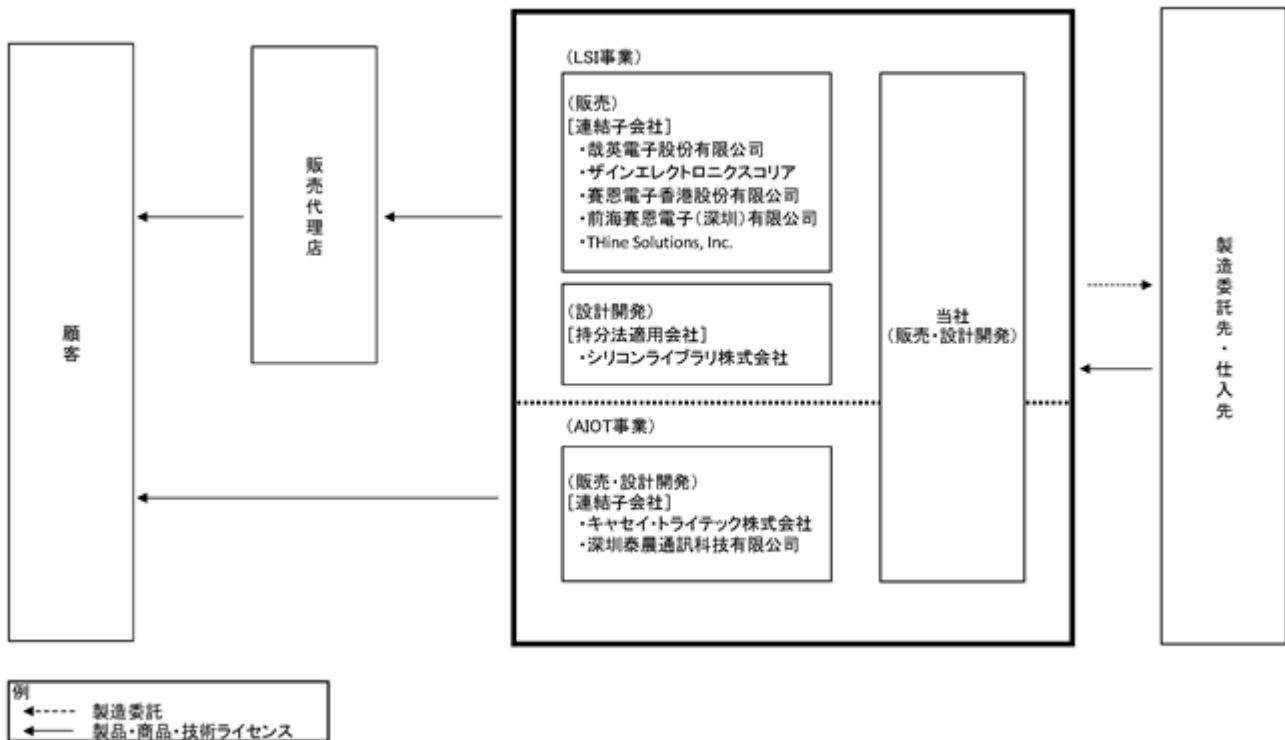 顧客
販売代理店
(LSI事業)
(販売)
[連結子会社]
・哉英電子股份有限公司
・ザインエレクトロニクスコリア
・賽恩電子香港股份有限公司
・前海賽恩電子(深圳)有限公司
・THine Solutions, Inc.
(設計開発)
[持分法適用会社]
・シリコンライブラリ株式会社
(AIOT事業)
(販売・設計開発)
[連結子会社]
・キャセイ・トライテック株式会社
・深圳泰晨通訊科技有限公司
当社
(販売・設計開発)
製造委託先・仕入先
例
製造委託
製品・商品・技術ライセンス